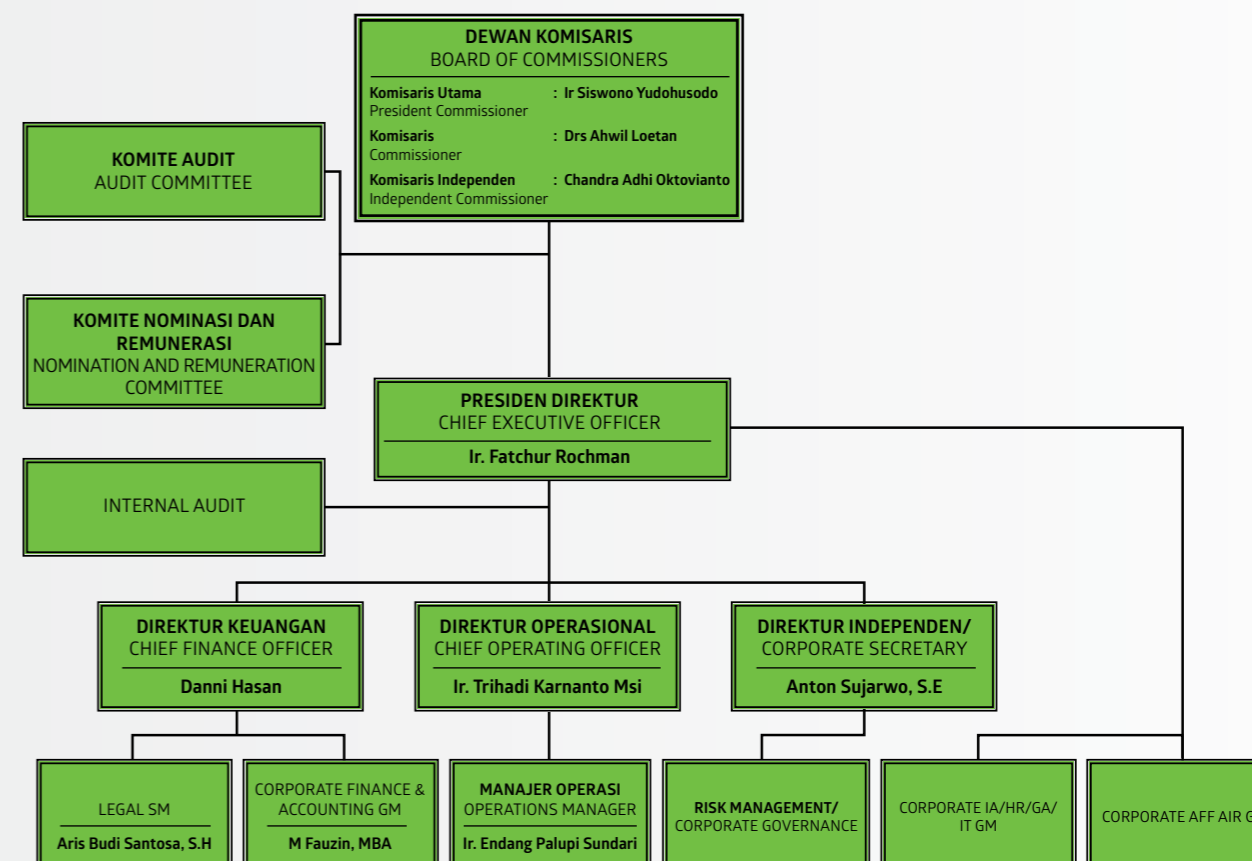 DEWAN KOMISARIS
BOARD OF COMMISSIONERS
Komisaris Utama : Ir Siswono Yudohusodo
President Commissioner
Komisaris : Drs Ahwil Loetan
Commissioner
Komisaris Independen : Chandra Adhi Oktovianto
Independent Commissioner
KOMITE AUDIT
AUDIT COMMITTEE
KOMITE NOMINASI DAN
REMUNERASI
NOMINATION AND REMUNERATION
COMMITTEE
PRESIDEN DIREKTUR
CHIEF EXECUTIVE OFFICER
Ir. Fatchur Rochman
INTERNAL AUDIT
DIREKTUR KEUANGAN
CHIEF FINANCE OFFICER
Danni Hasan
DIREKTUR OPERASIONAL
CHIEF OPERATING OFFICER
Ir. Trihadi Karnanto Msi
DIREKTUR INDEPENDEN/
CORPORATE SECRETARY
Anton Sujarwo, S.E
LEGAL SM
Aris Budi Santosa, S.H
CORPORATE FINANCE &
ACCOUNTING GM
M Fauzin, MBA
MANAJER OPERASI
OPERATIONS MANAGER
Ir. Endang Palupi Sundari
RISK MANAGEMENT/
CORPORATE GOVERNANCE
CORPORATE IA/HR/GA/
IT GM
CORPORATE AFF AIR